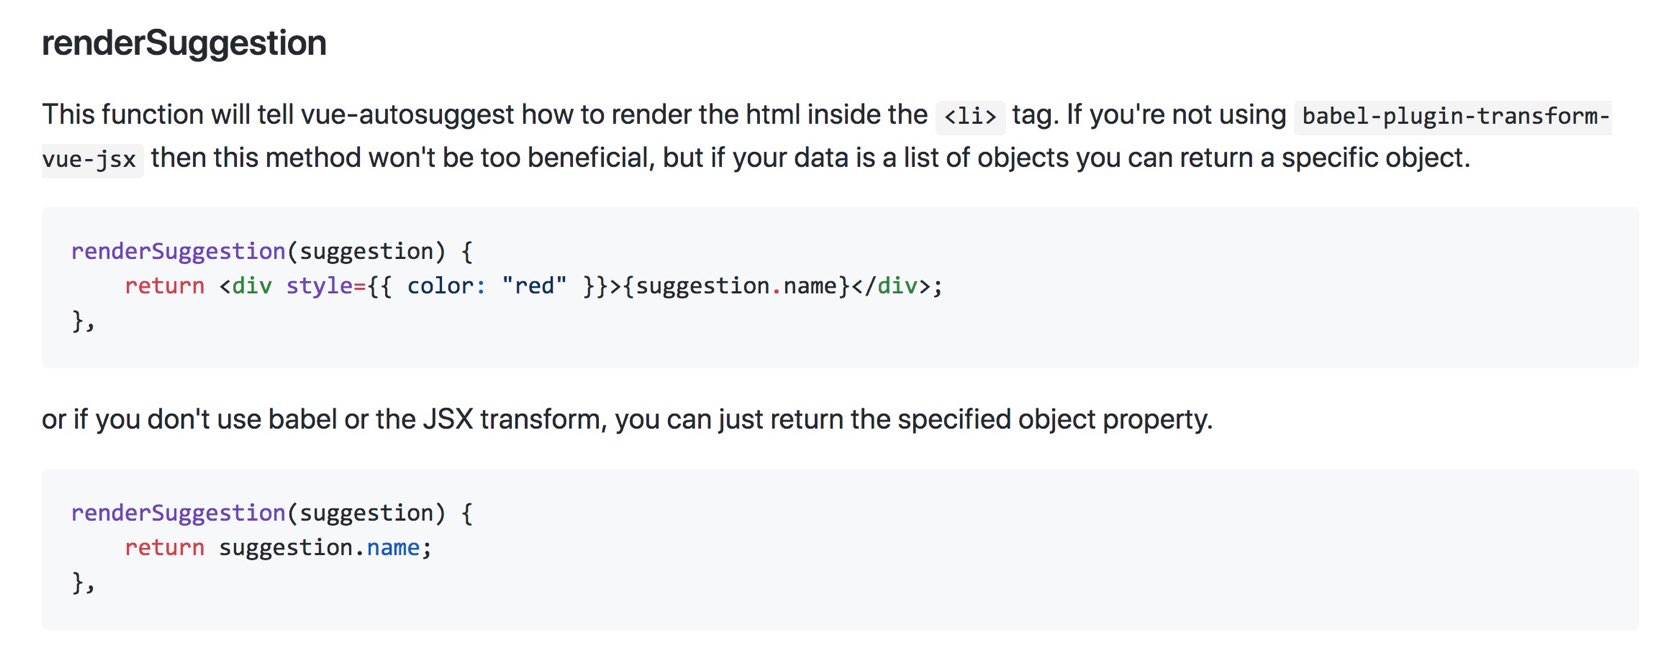 renderSuggestion
This function will tell vue-autosuggest how to render the html inside the <li> tag. If you're not using babel-plugin-transform-
vue-jsx then this method won't be too beneficial, but if your data is a list of objects you can return a specific object.
renderSuggestion(suggestion) {
    return <div style={{ color: "red" }}>{suggestion.name}</div>;
},
or if you don't use babel or the JSX transform, you can just return the specified object property.
renderSuggestion(suggestion) {
    return suggestion.name;
},